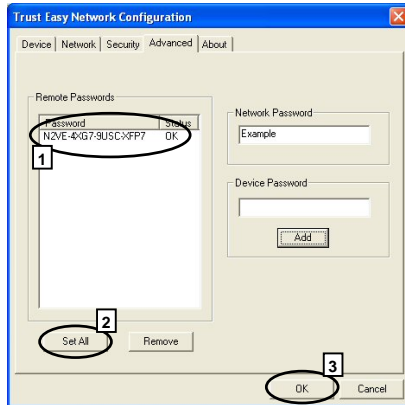 Trust Easy Network Configuration
Device Network Security Advanced About
Remote Passwords
Password Status
N2VE-4XG7-9USC-XFP7 OK
1
Network Password
Example
Device Password
Add
2
Set All Remove
3
OK Cancel